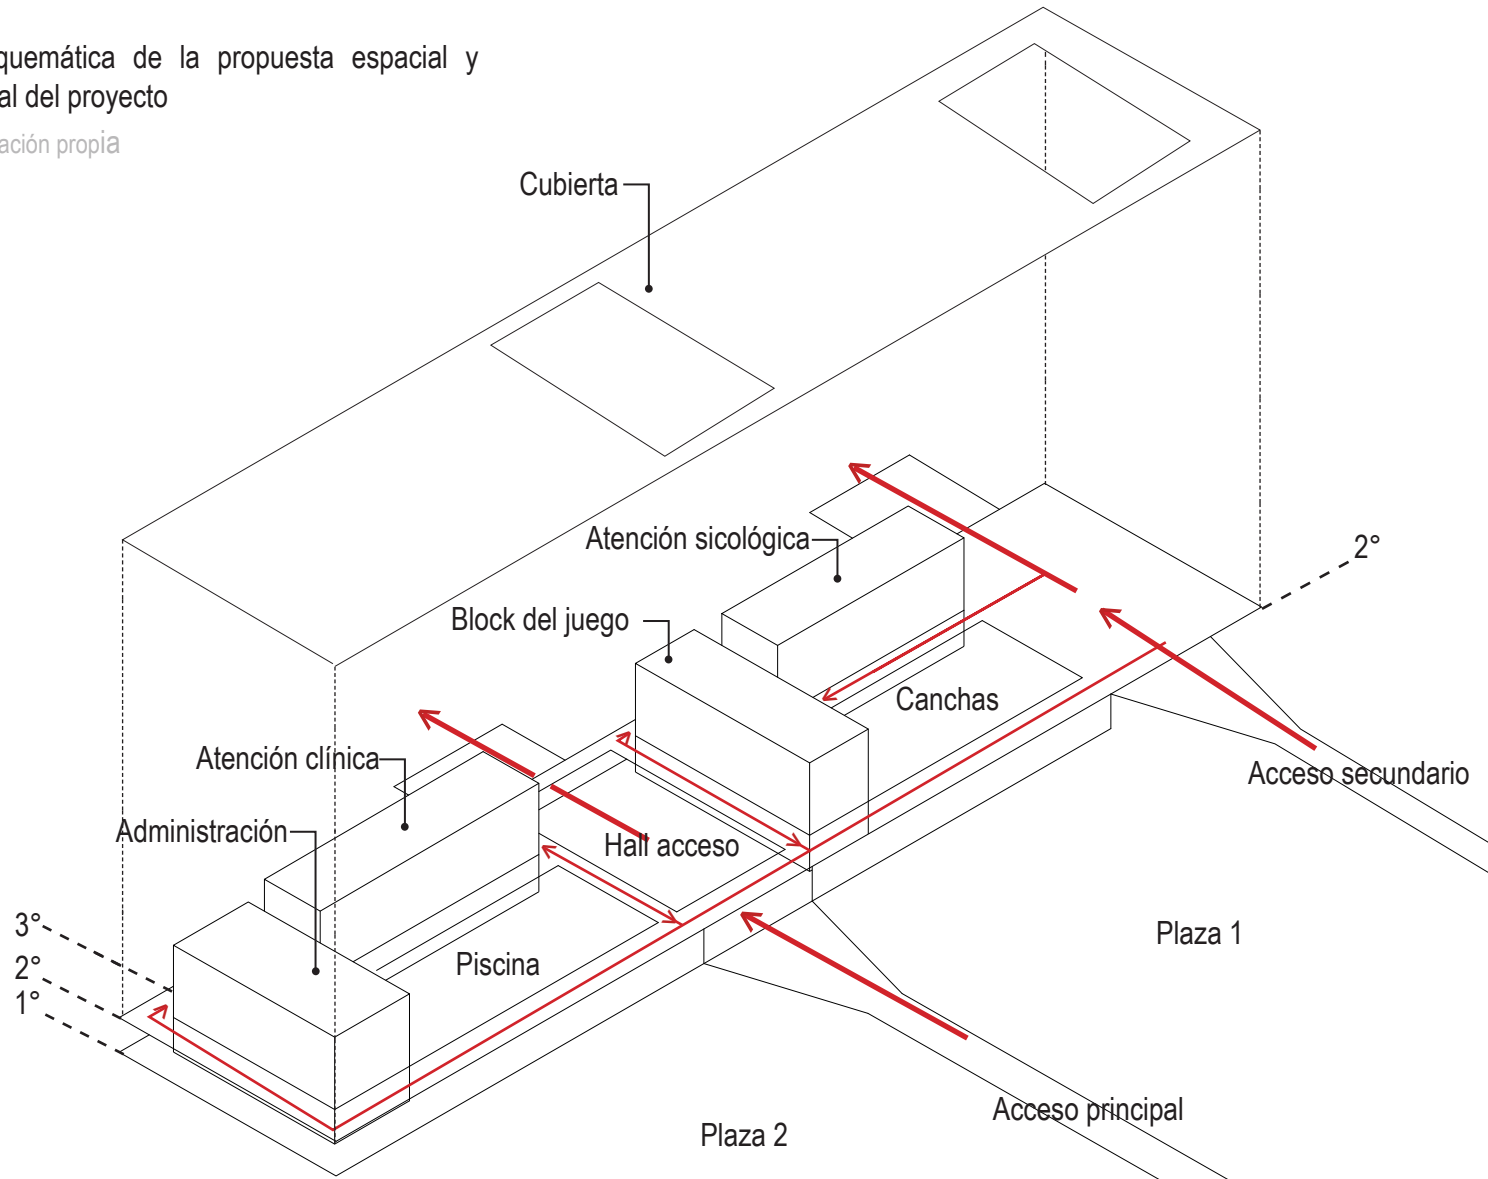 quemática de la propuesta espacial y
al del proyecto
ación propia
Cubierta
Atención sicológica
2°
Block del juego
Canchas
Atención clínica
Acceso secundario
Administración
Hall acceso
3°
Plaza 1
2°
Piscina
1°
Acceso principal
Plaza 2